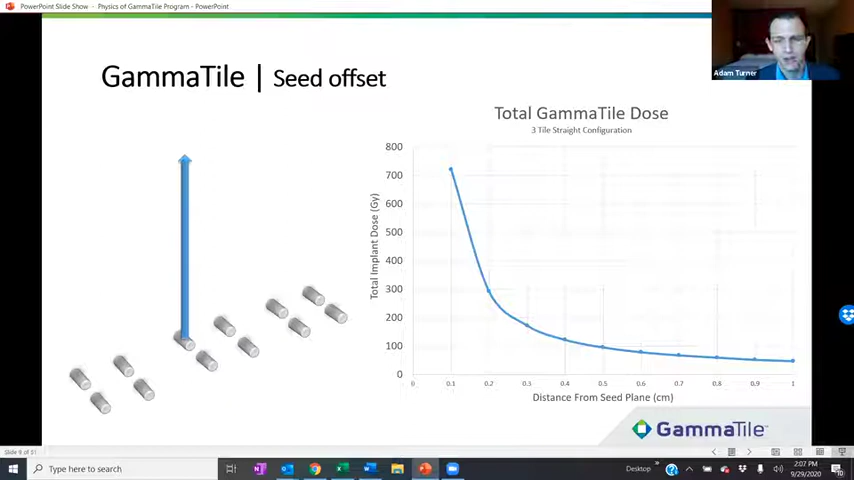 PowerPoint Slide Show - Physics of GammaTile Program - PowerPoint
Adam Turner
GammaTile | Seed offset
Total GammaTile Dose
3 Tile Straight Configuration
Total Implant Dose (Gy)
800
700
600
500
400
300
200
100
0
0 0.1 0.2 0.3 0.4 0.5 0.6 0.7 0.8 0.9 1
Distance From Seed Plane (cm)
GammaTile
Slide 9 of 51
Type here to search
Desktop
2:07 PM
9/29/2020